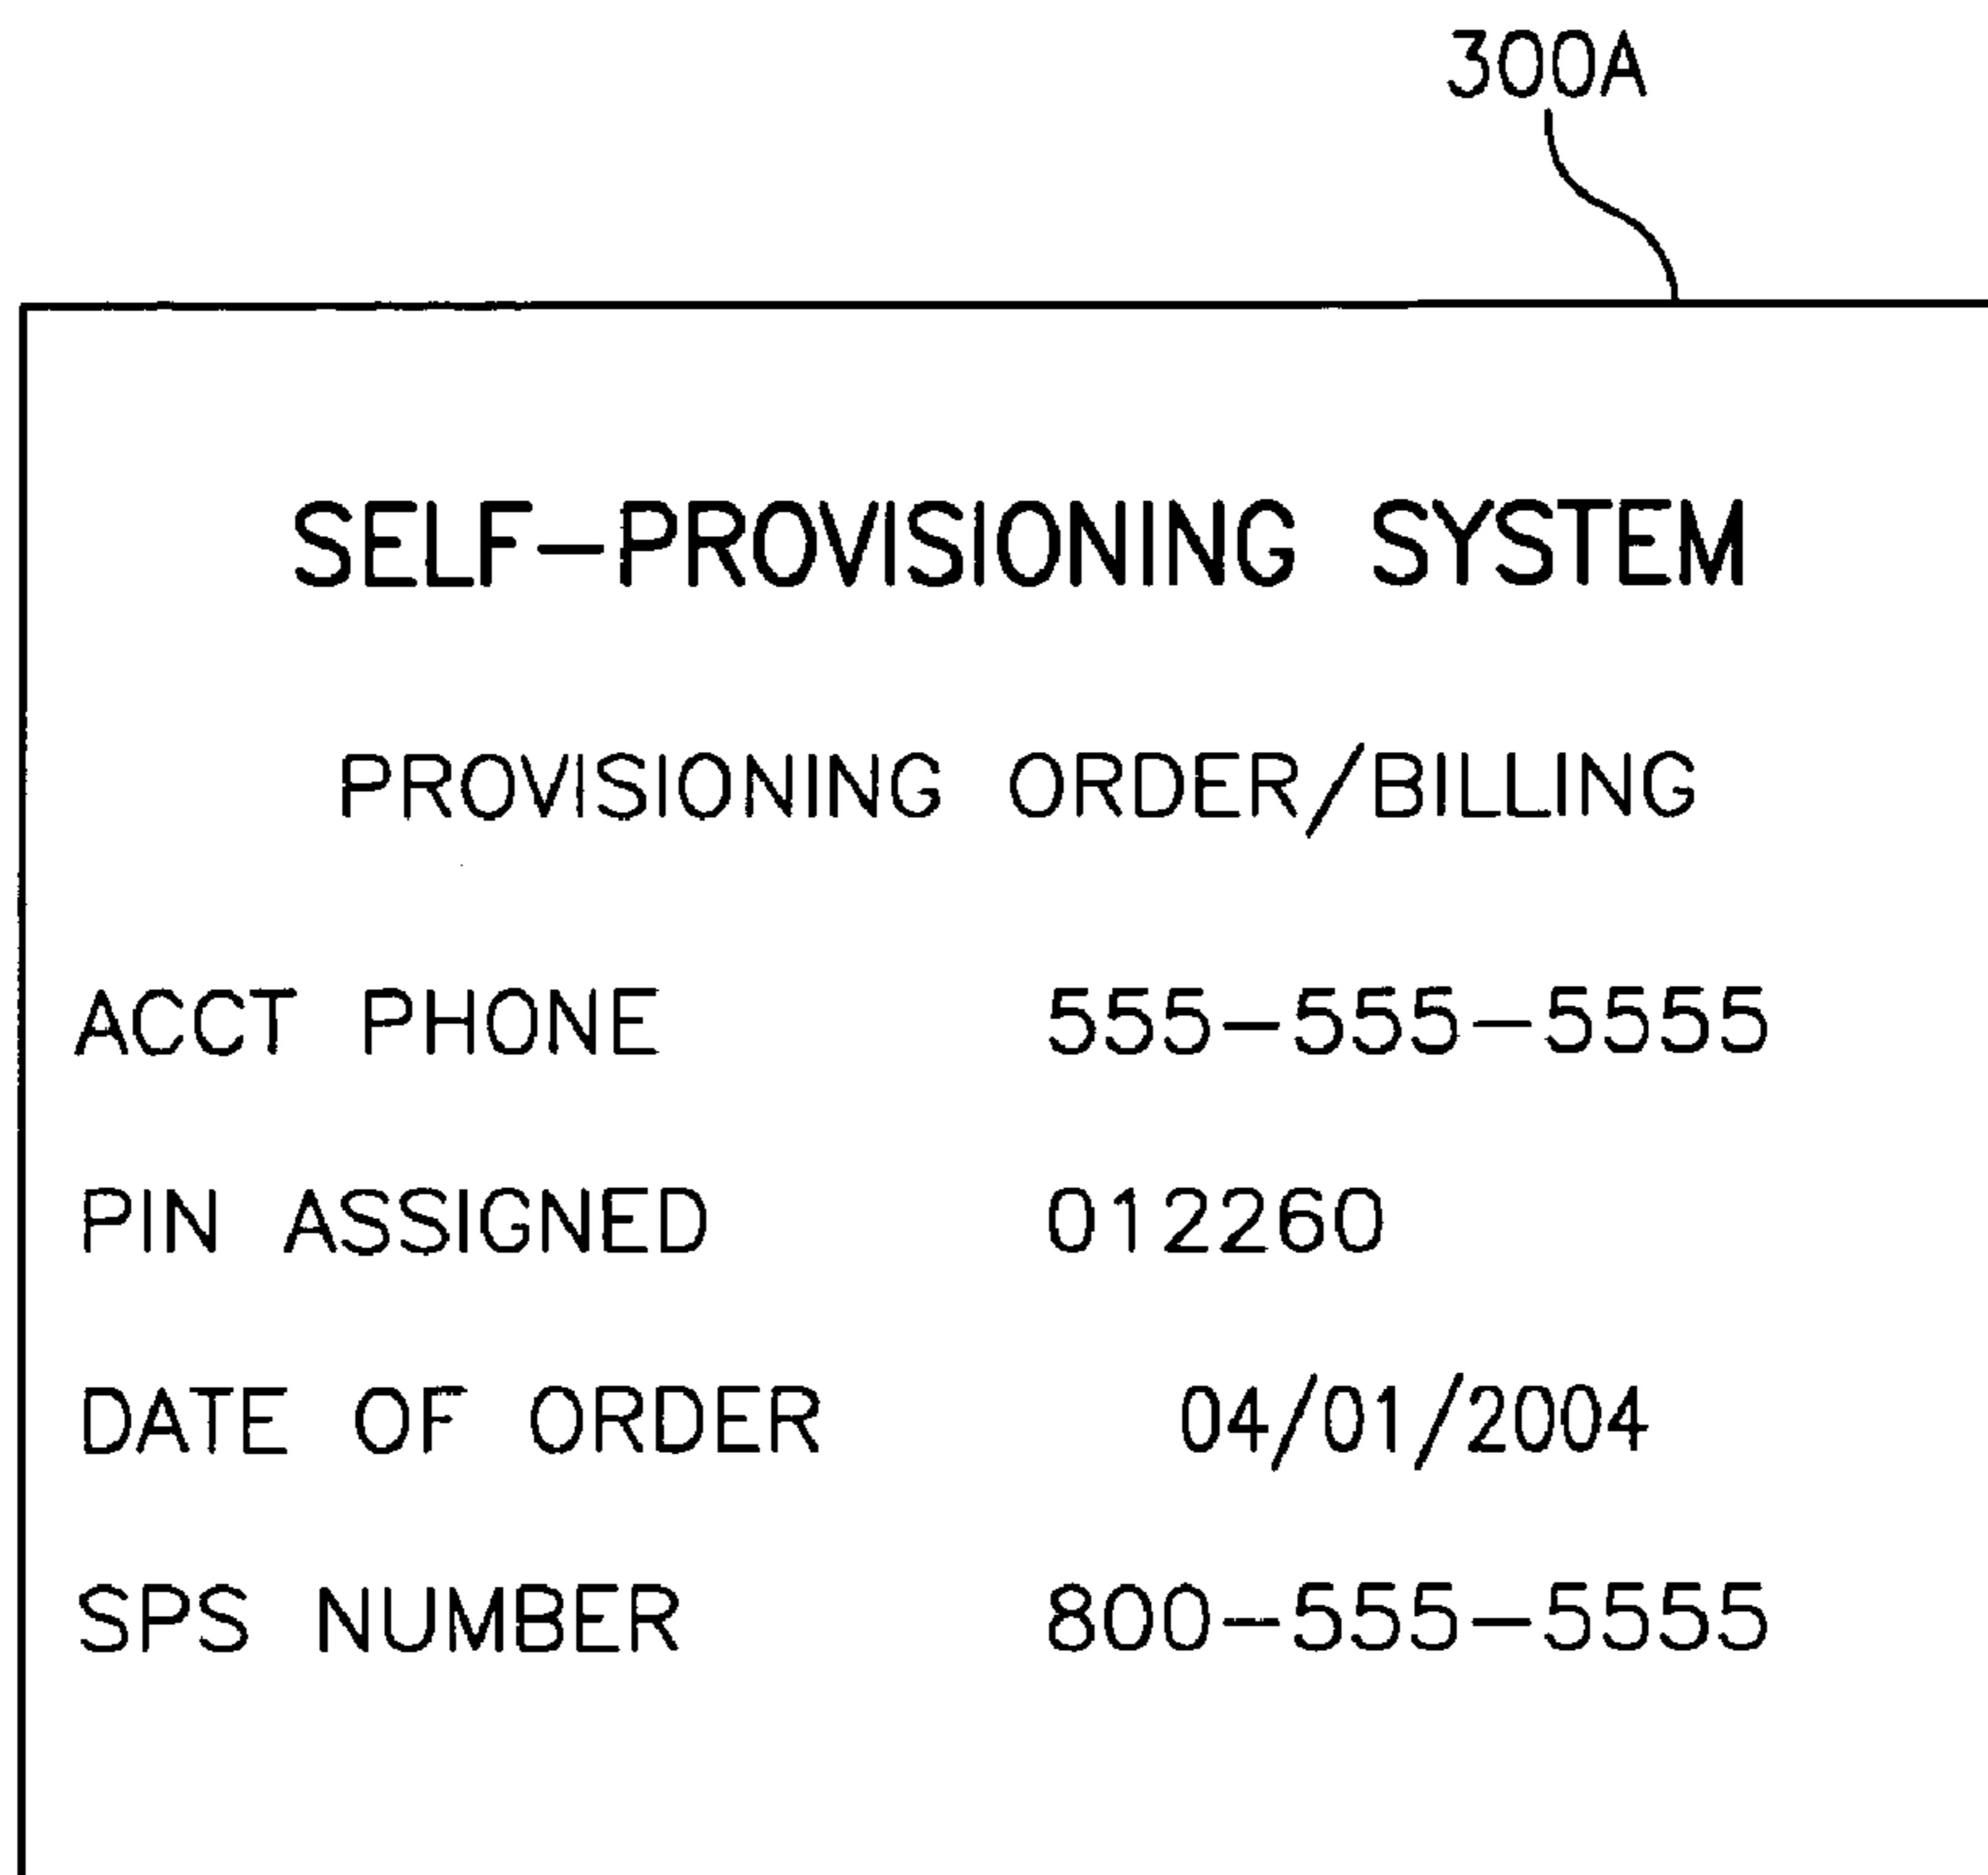 300A
SELF-PROVISIONING SYSTEM
PROVISIONING ORDER/BILLING
ACCT PHONE 555-555-5555
PIN ASSIGNED 012260
DATE OF ORDER 04/01/2004
SPS NUMBER 800-555-5555